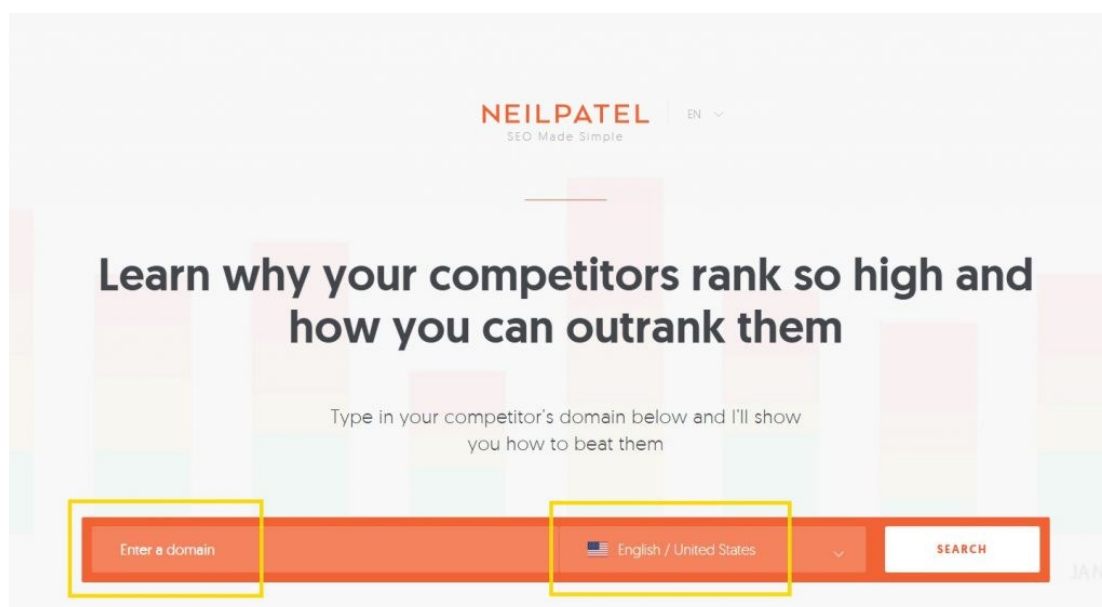 NEILPATEL EN
SEO Made Simple
Learn why your competitors rank so high and
how you can outrank them
Type in your competitor's domain below and I'll show
you how to beat them
Enter a domain English / United States SEARCH
JAN